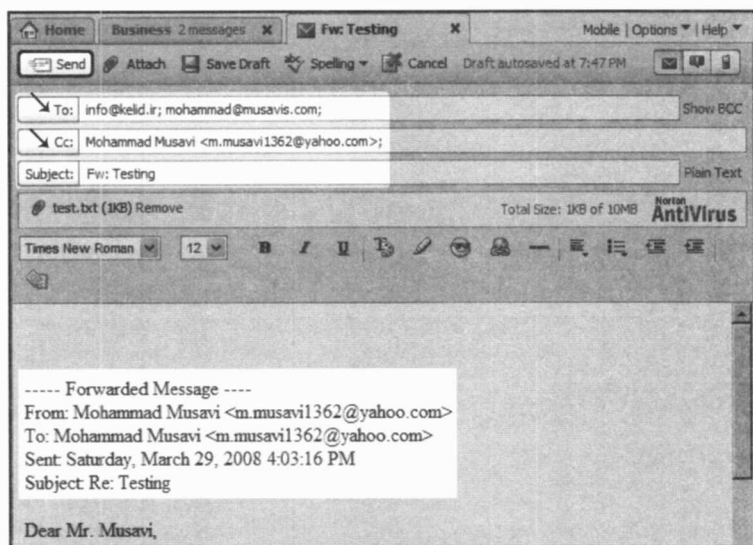 Home Business 2 messages × Fw: Testing × Mobile | Options | Help
Send Attach Save Draft Spelling Cancel Draft autosaved at 7:47 PM
To: info@kelid.ir; mohammad@musavis.com; Show BCC
Cc: Mohammad Musavi <m.musavi1362@yahoo.com>;
Subject: Fw: Testing Plain Text
test.txt (1KB) Remove Total Size: 1KB of 10MB Norton AntiVirus
Times New Roman 12 B I U
----- Forwarded Message ----
From: Mohammad Musavi <m.musavi1362@yahoo.com>
To: Mohammad Musavi <m.musavi1362@yahoo.com>
Sent: Saturday, March 29, 2008 4:03:16 PM
Subject: Re: Testing
Dear Mr. Musavi,